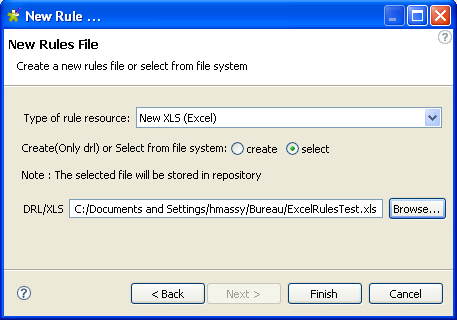 New Rule ...
New Rules File
Create a new rules file or select from file system
Type of rule resource: New XLS (Excel)
Create(Only drl) or Select from file system: create select
Note : The selected file will be stored in repository
DRL/XLS C:/Documents and Settings/hmassy/Bureau/ExcelRulesTest.xls Browse...
< Back Next > Finish Cancel